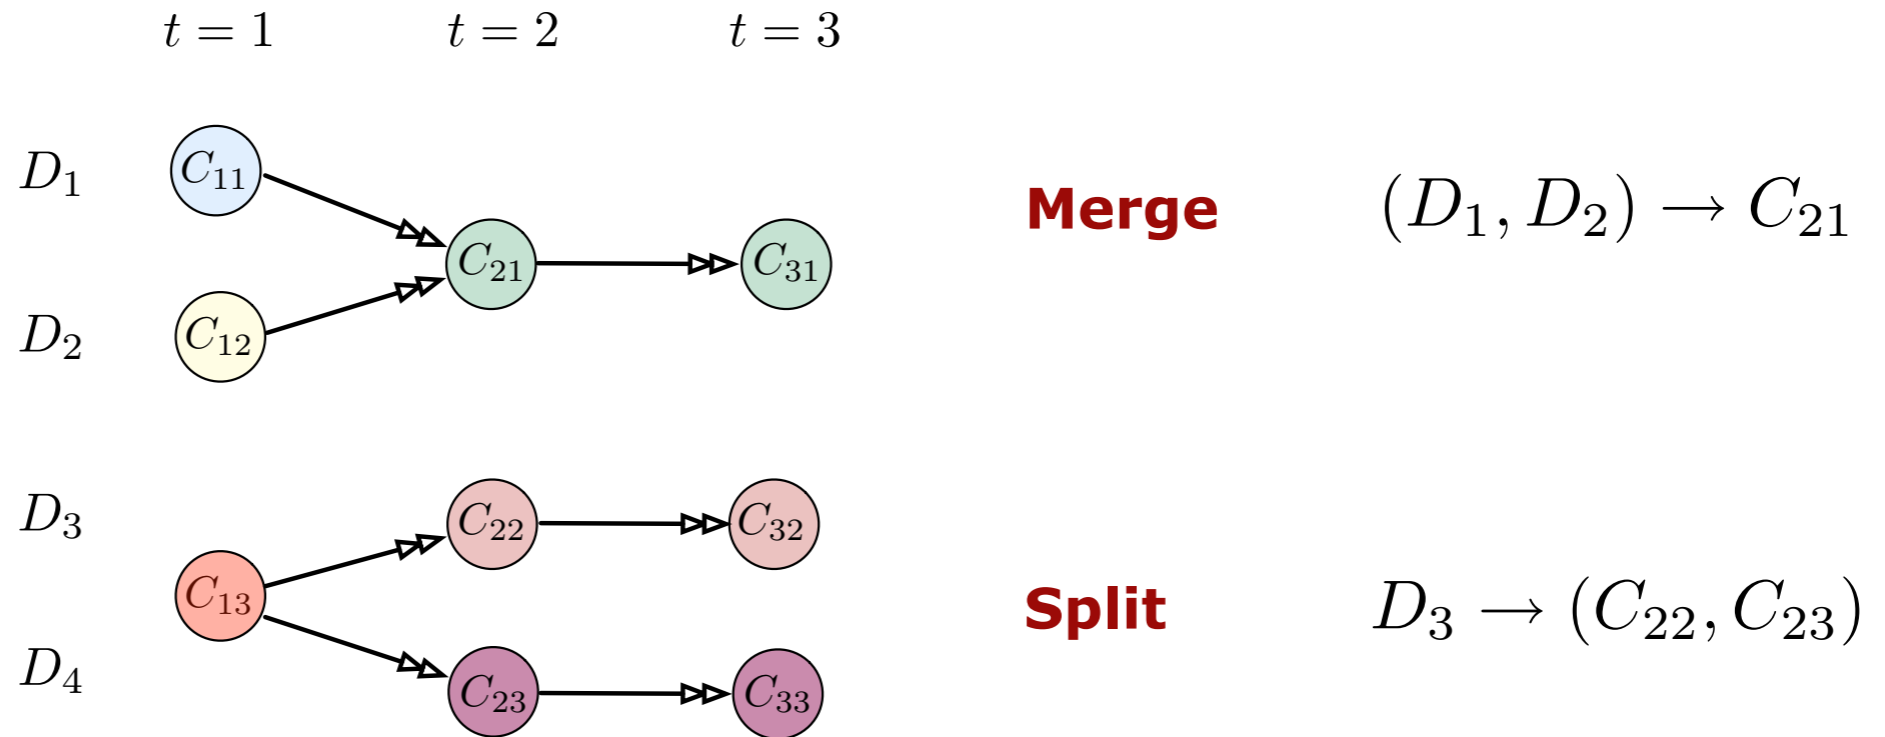 t = 1 t = 2 t = 3
D₁ C₁₁
C₂₁ C₃₁ Merge (D₁, D₂) → C₂₁
D₂ C₁₂
D₃ C₂₂ C₃₂
C₁₃ Split D₃ → (C₂₂, C₂₃)
D₄ C₂₃ C₃₃